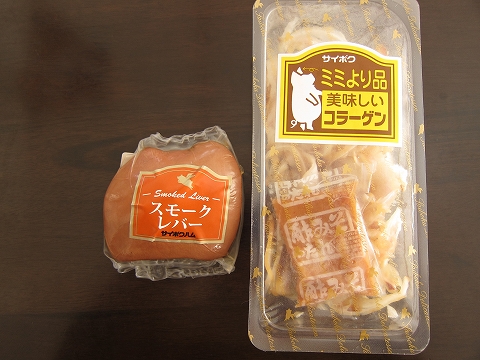 Smoked Liver
スモーク
レバー
サイボクハム
サイボク
ミミより品
美味しい
コラーゲン